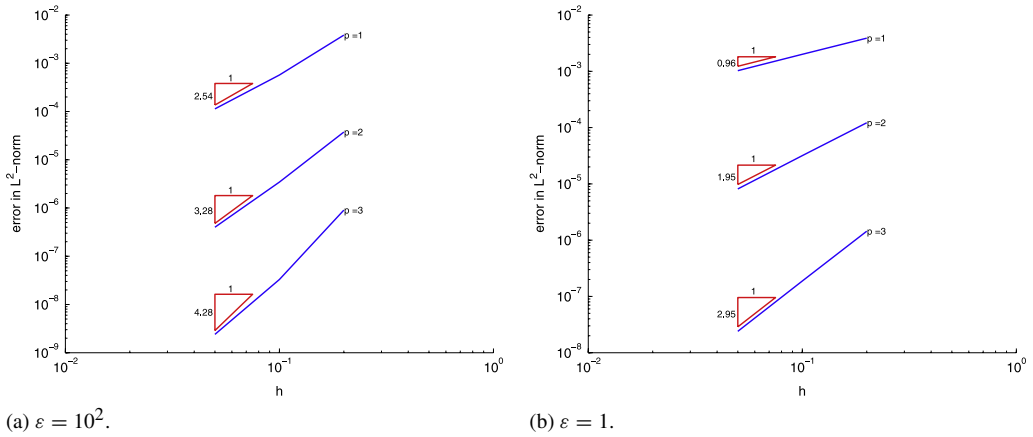 10^-2
10^-3
10^-4
10^-5
10^-6
10^-7
10^-8
10^-9
error in L^2-norm
10^-2
10^-1
10^0
h
p =1
1
2.54
p =2
1
3.28
p =3
1
4.28
(a) ε = 10^2.
10^-2
10^-3
10^-4
10^-5
10^-6
10^-7
10^-8
error in L^2-norm
10^-2
10^-1
10^0
h
p =1
1
0.96
p =2
1
1.95
p =3
1
2.95
(b) ε = 1.